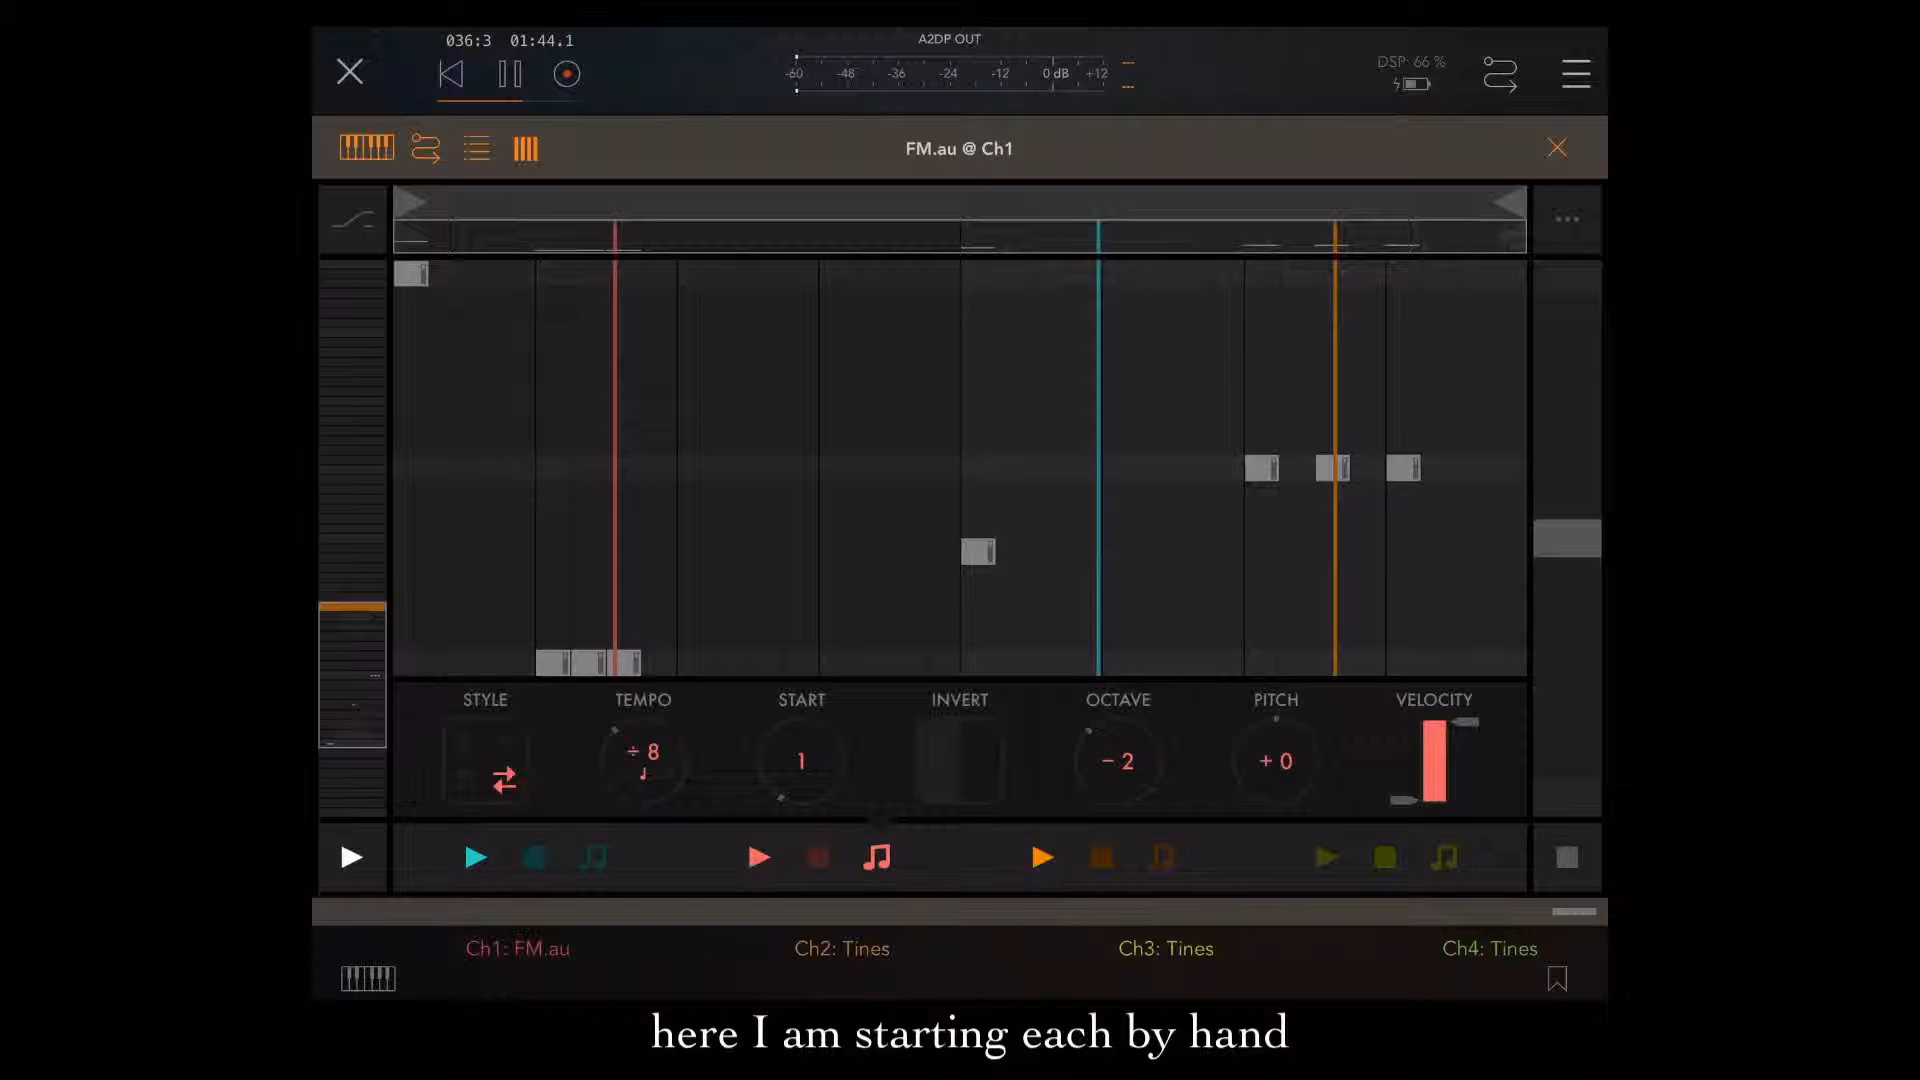 036:3 01:44.1
A2DP OUT
-60 -48 -36 -24 -12 0 dB +12
DSP: 66 %
FM.au @ Ch1
STYLE TEMPO START INVERT OCTAVE PITCH VELOCITY
÷ 8 1 − 2 + 0
Ch1: FM.au Ch2: Tines Ch3: Tines Ch4: Tines
here I am starting each by hand